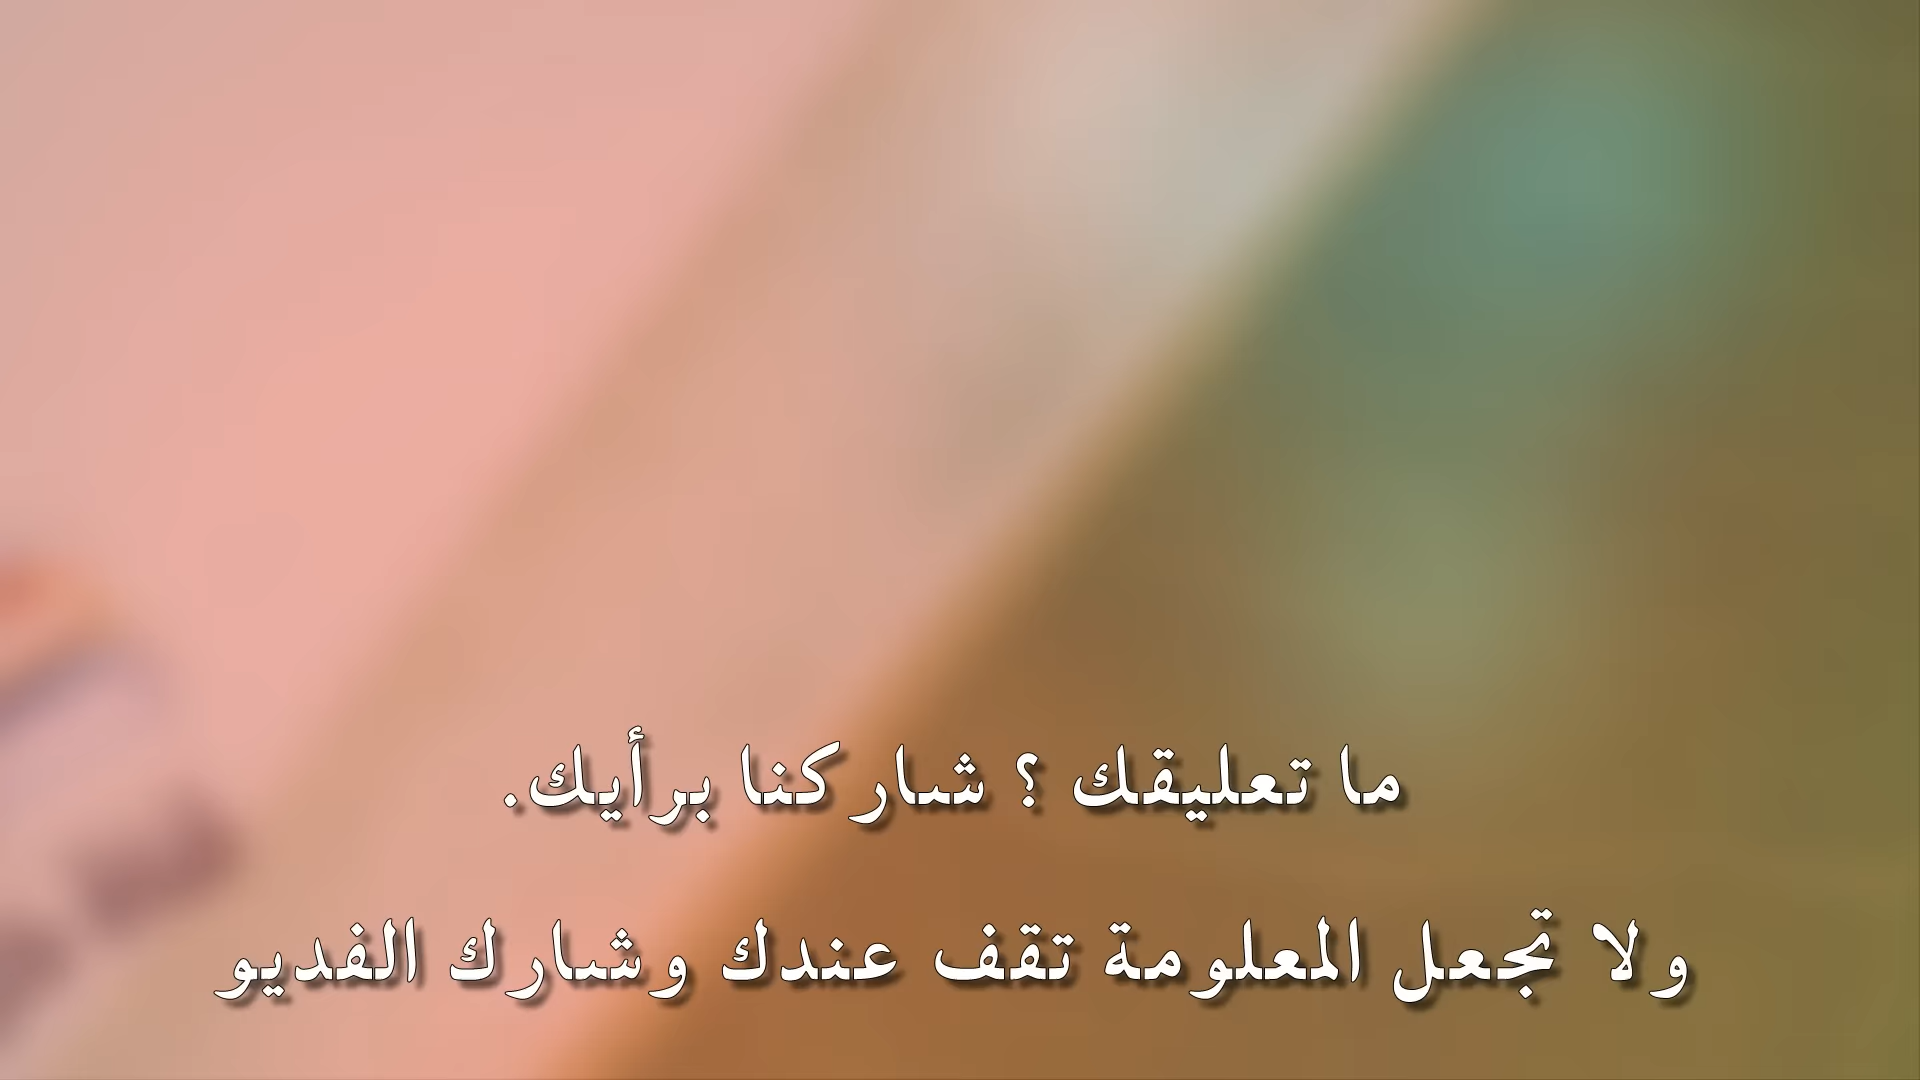 ما تعليقك ؟ شاركنا برأيك.
ولا تجعل المعلومة تقف عندك وشارك الفديو